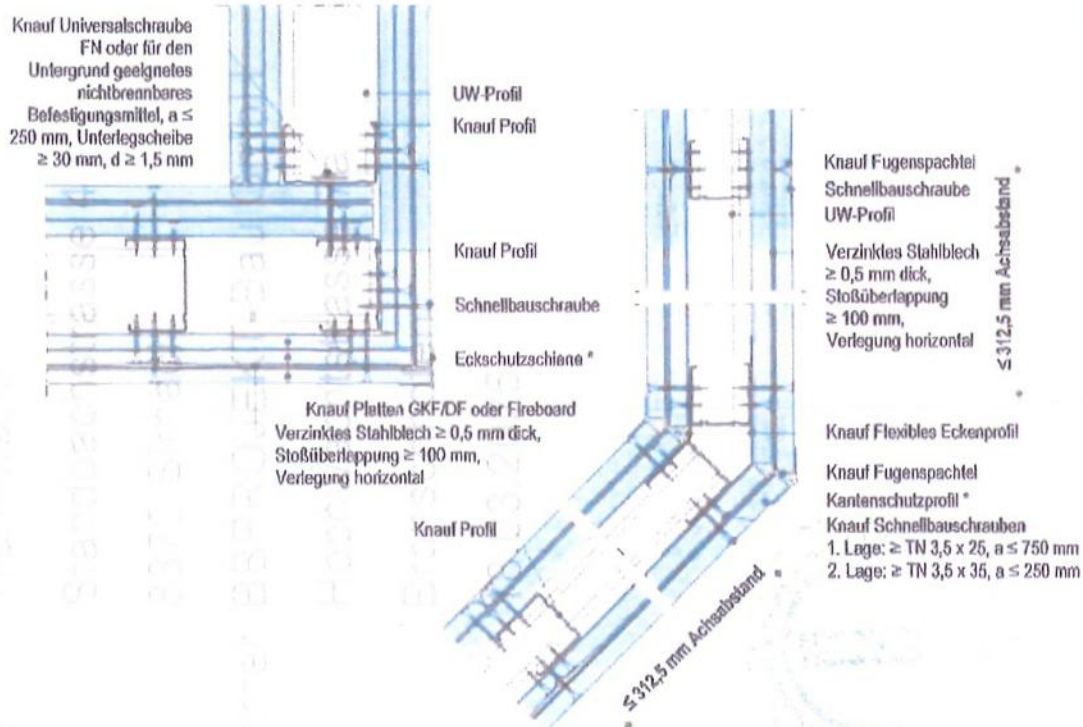 Knauf Universalschraube
FN oder für den
Untergrund geeignetes
nichtbrennbares
Befestigungsmittel, a ≤
250 mm, Unterlegscheibe
≥ 30 mm, d ≥ 1,5 mm
UW-Profil
Knauf Profil
Knauf Profil
Schnellbauschraube
Eckschutzschiene *
Knauf Platten GKF/DF oder Fireboard
Verzinktes Stahlblech ≥ 0,5 mm dick,
Stoßüberlappung ≥ 100 mm,
Verlegung horizontal
Knauf Profil
Knauf Fugenspachtel
Schnellbauschraube
UW-Profil
Verzinktes Stahlblech
≥ 0,5 mm dick,
Stoßüberlappung
≥ 100 mm,
Verlegung horizontal
≤ 312,5 mm Achsabstand
Knauf Flexibles Eckenprofil
Knauf Fugenspachtel
Kantenschutzprofil *
Knauf Schnellbauschrauben
1. Lage: ≥ TN 3,5 x 25, a ≤ 750 mm
2. Lage: ≥ TN 3,5 x 35, a ≤ 250 mm
≤ 312,5 mm Achsabstand